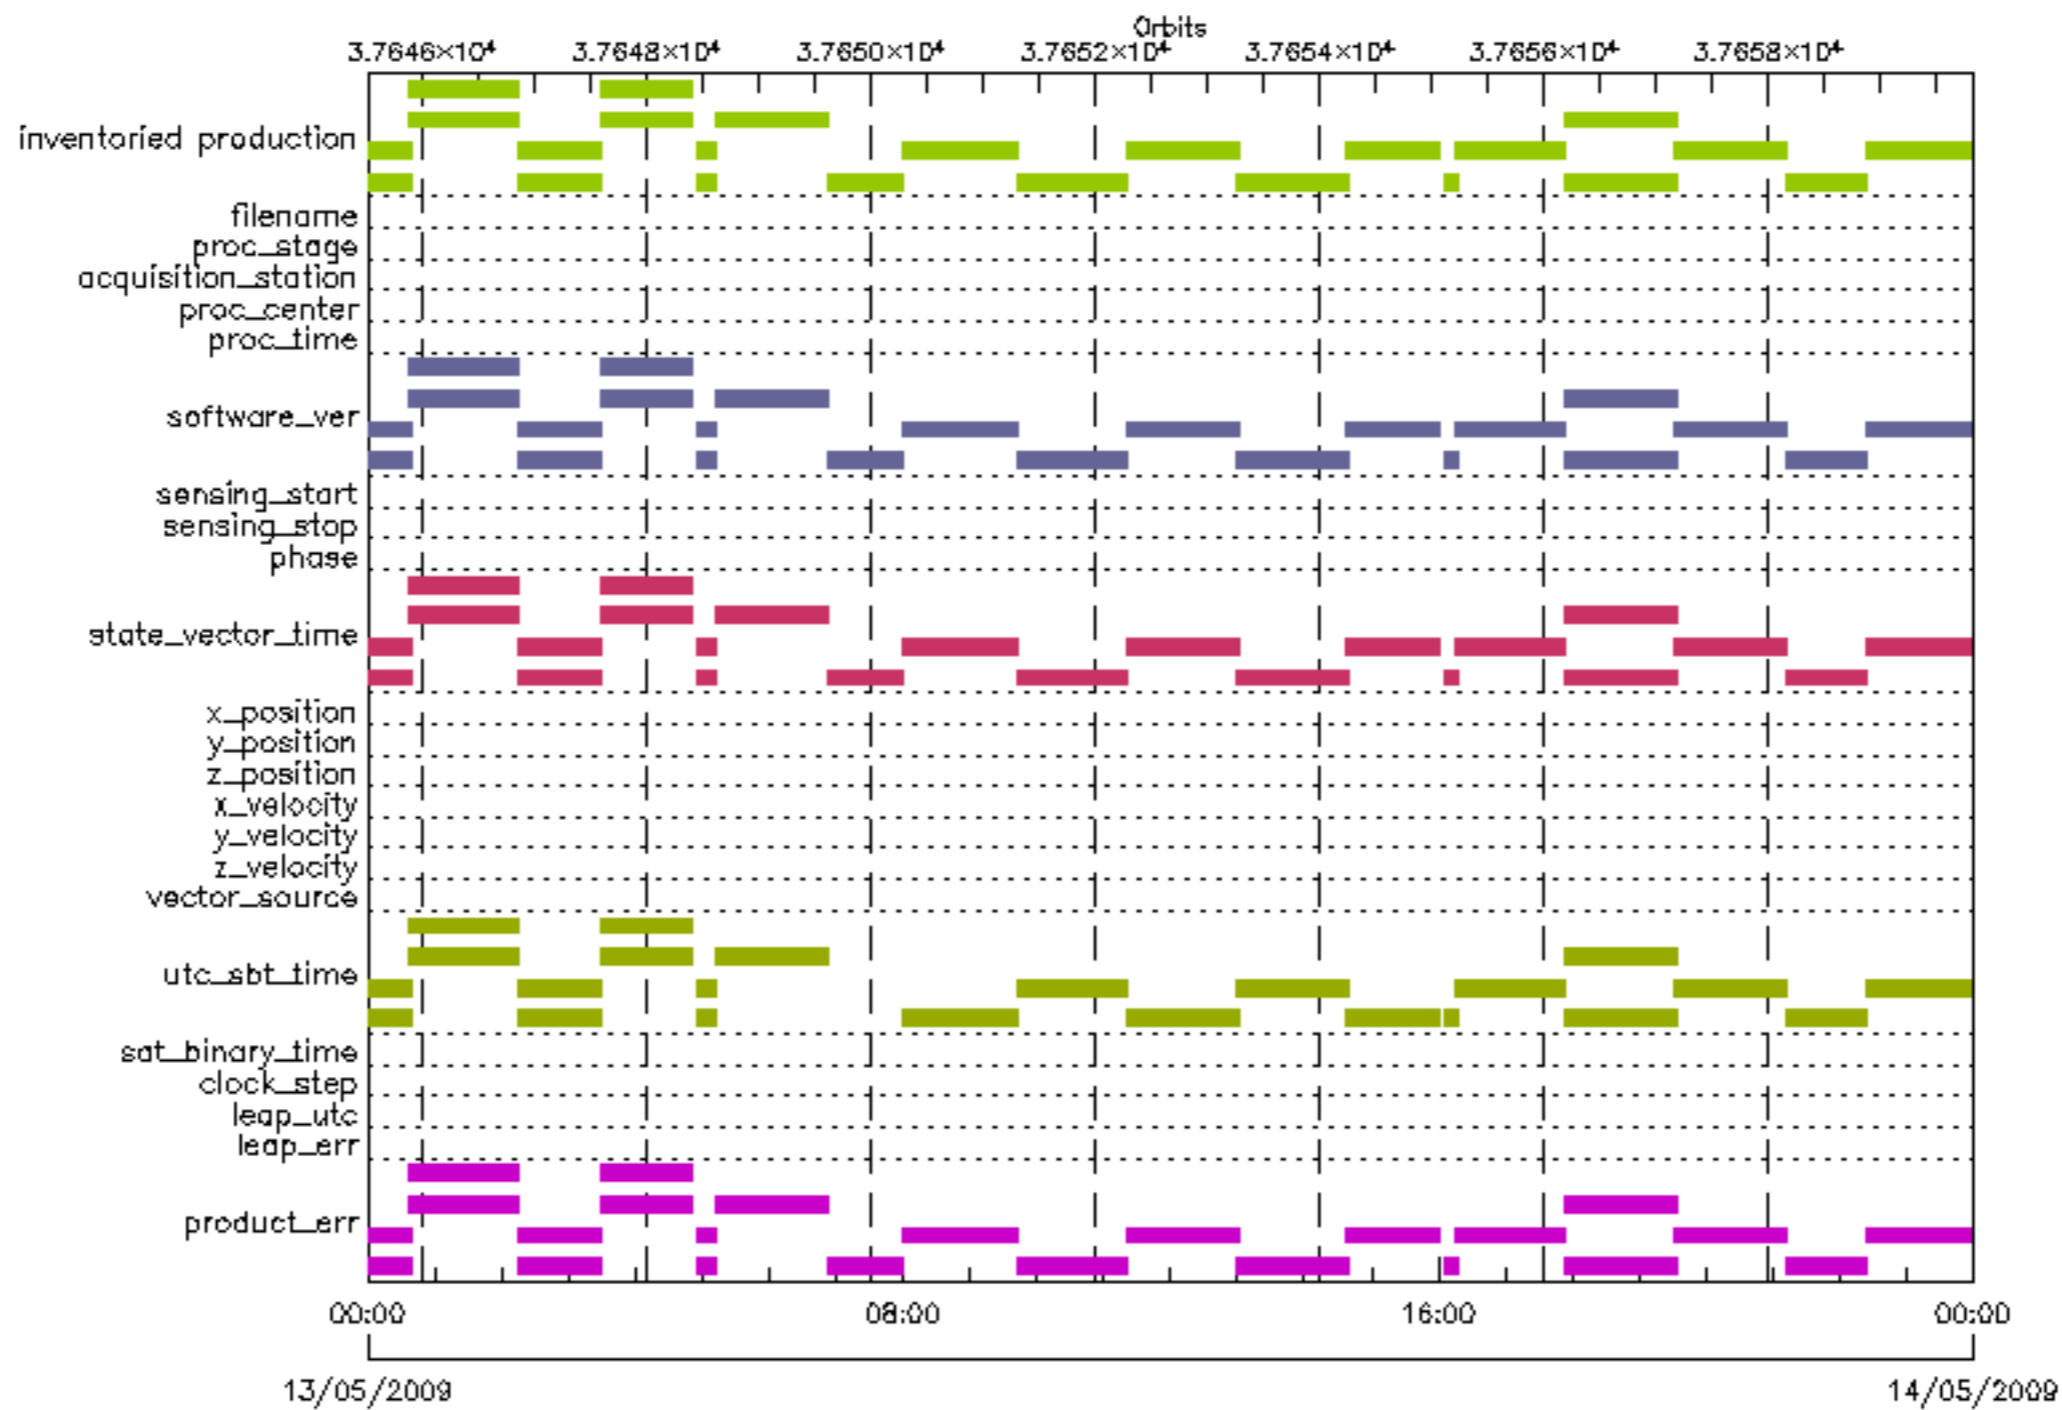 Orbits
3.7646×10⁴ 3.7648×10⁴ 3.7650×10⁴ 3.7652×10⁴ 3.7654×10⁴ 3.7656×10⁴ 3.7658×10⁴
inventoried production
filename
proc_stage
acquisition_station
proc_center
proc_time
software_ver
sensing_start
sensing_stop
phase
state_vector_time
x_position
y_position
z_position
x_velocity
y_velocity
z_velocity
vector_source
utc_sbt_time
sat_binary_time
clock_step
leap_utc
leap_err
product_err
00:00 08:00 16:00 00:00
13/05/2009 14/05/2009